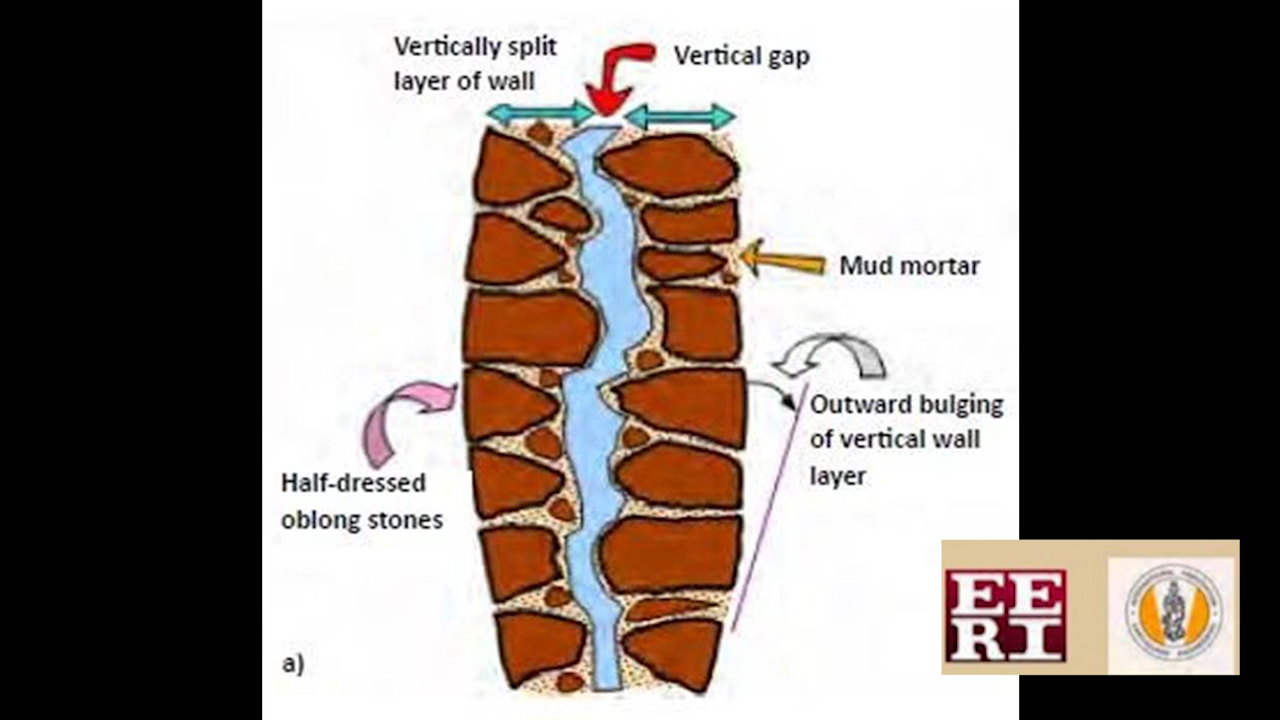 Vertically split
layer of wall
Vertical gap
Mud mortar
Outward bulging
of vertical wall
layer
Half-dressed
oblong stones
a)
EE
RI